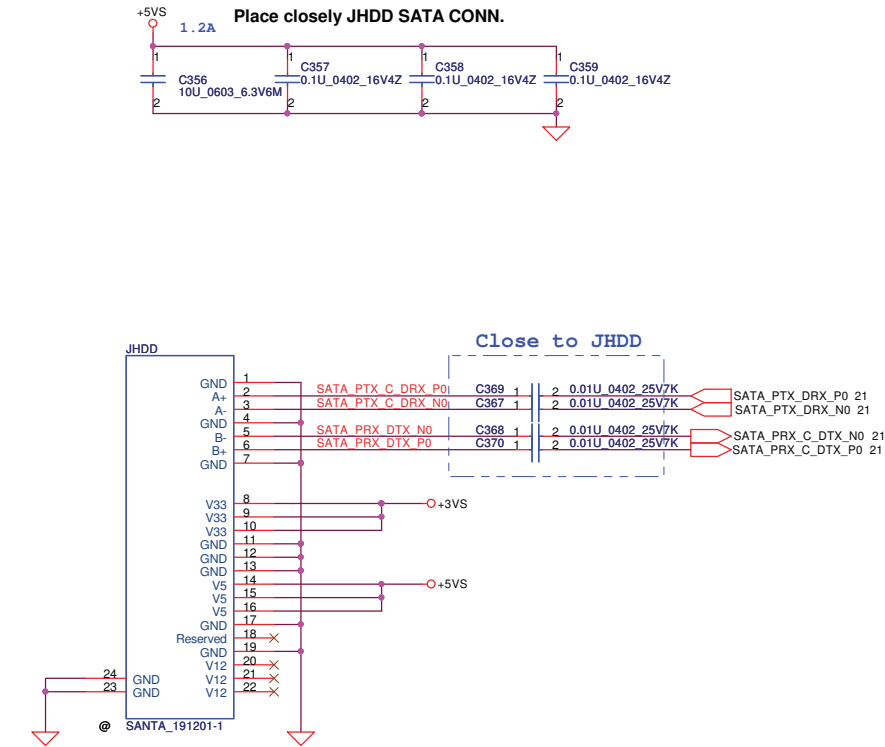 +5VS
1.2A
Place closely JHDD SATA CONN.
1 1 1 1
C356
10U_0603_6.3V6M
C357
0.1U_0402_16V4Z
C358
0.1U_0402_16V4Z
C359
0.1U_0402_16V4Z
2 2 2 2
Close to JHDD
JHDD
GND 1
A+ 2 SATA_PTX_C_DRX_P0 C369 1 2 0.01U_0402_25V7K SATA_PTX_DRX_P0 21
A- 3 SATA_PTX_C_DRX_N0 C367 1 2 0.01U_0402_25V7K SATA_PTX_DRX_N0 21
GND 4
B- 5 SATA_PRX_DTX_N0 C368 1 2 0.01U_0402_25V7K SATA_PRX_C_DTX_N0 21
B+ 6 SATA_PRX_DTX_P0 C370 1 2 0.01U_0402_25V7K SATA_PRX_C_DTX_P0 21
GND 7
V33 8 +3VS
V33 9
V33 10
GND 11
GND 12
GND 13
V5 14 +5VS
V5 15
V5 16
GND 17
Reserved 18
GND 19
V12 20
V12 21
V12 22
24 GND
23 GND
@ SANTA_191201-1